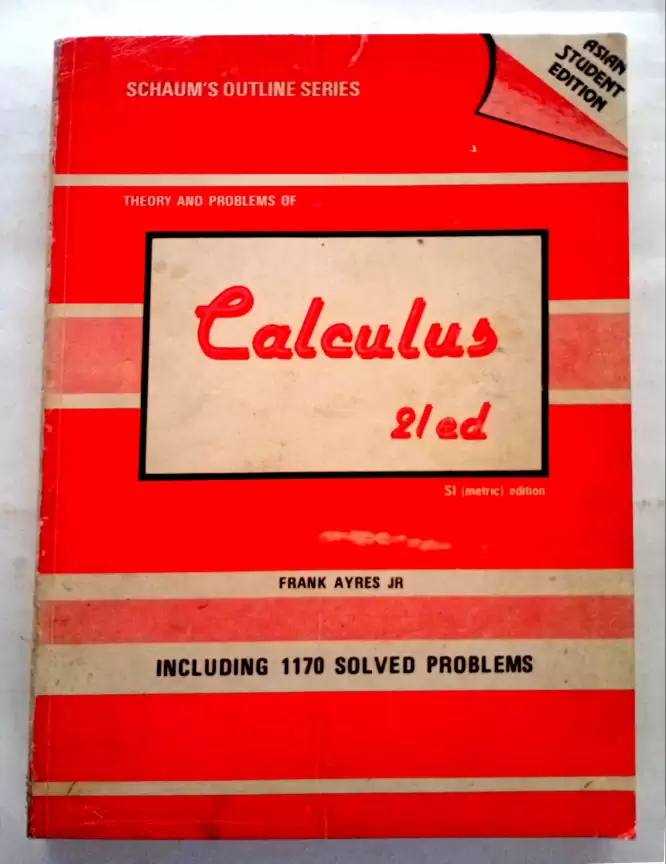 ASIAN
STUDENT
EDITION
SCHAUM'S OUTLINE SERIES
THEORY AND PROBLEMS OF
Calculus
2/ed
SI (metric) edition
FRANK AYRES JR
INCLUDING 1170 SOLVED PROBLEMS